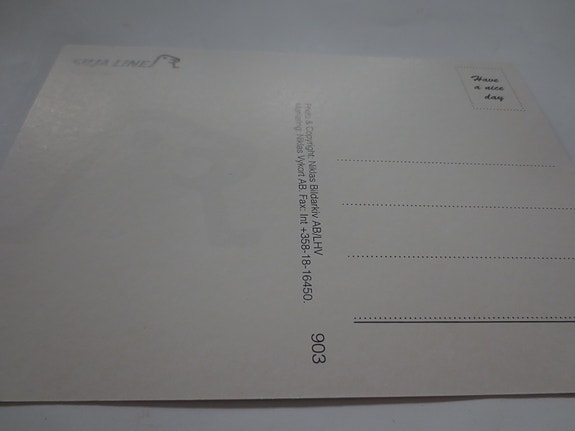 SILJA LINE
Have
a nice
day
Photo & Copyright: Niklas Bildarkiv AB/LHV
Niklas Vykort AB. Fax: Int +358-18-16450.
903